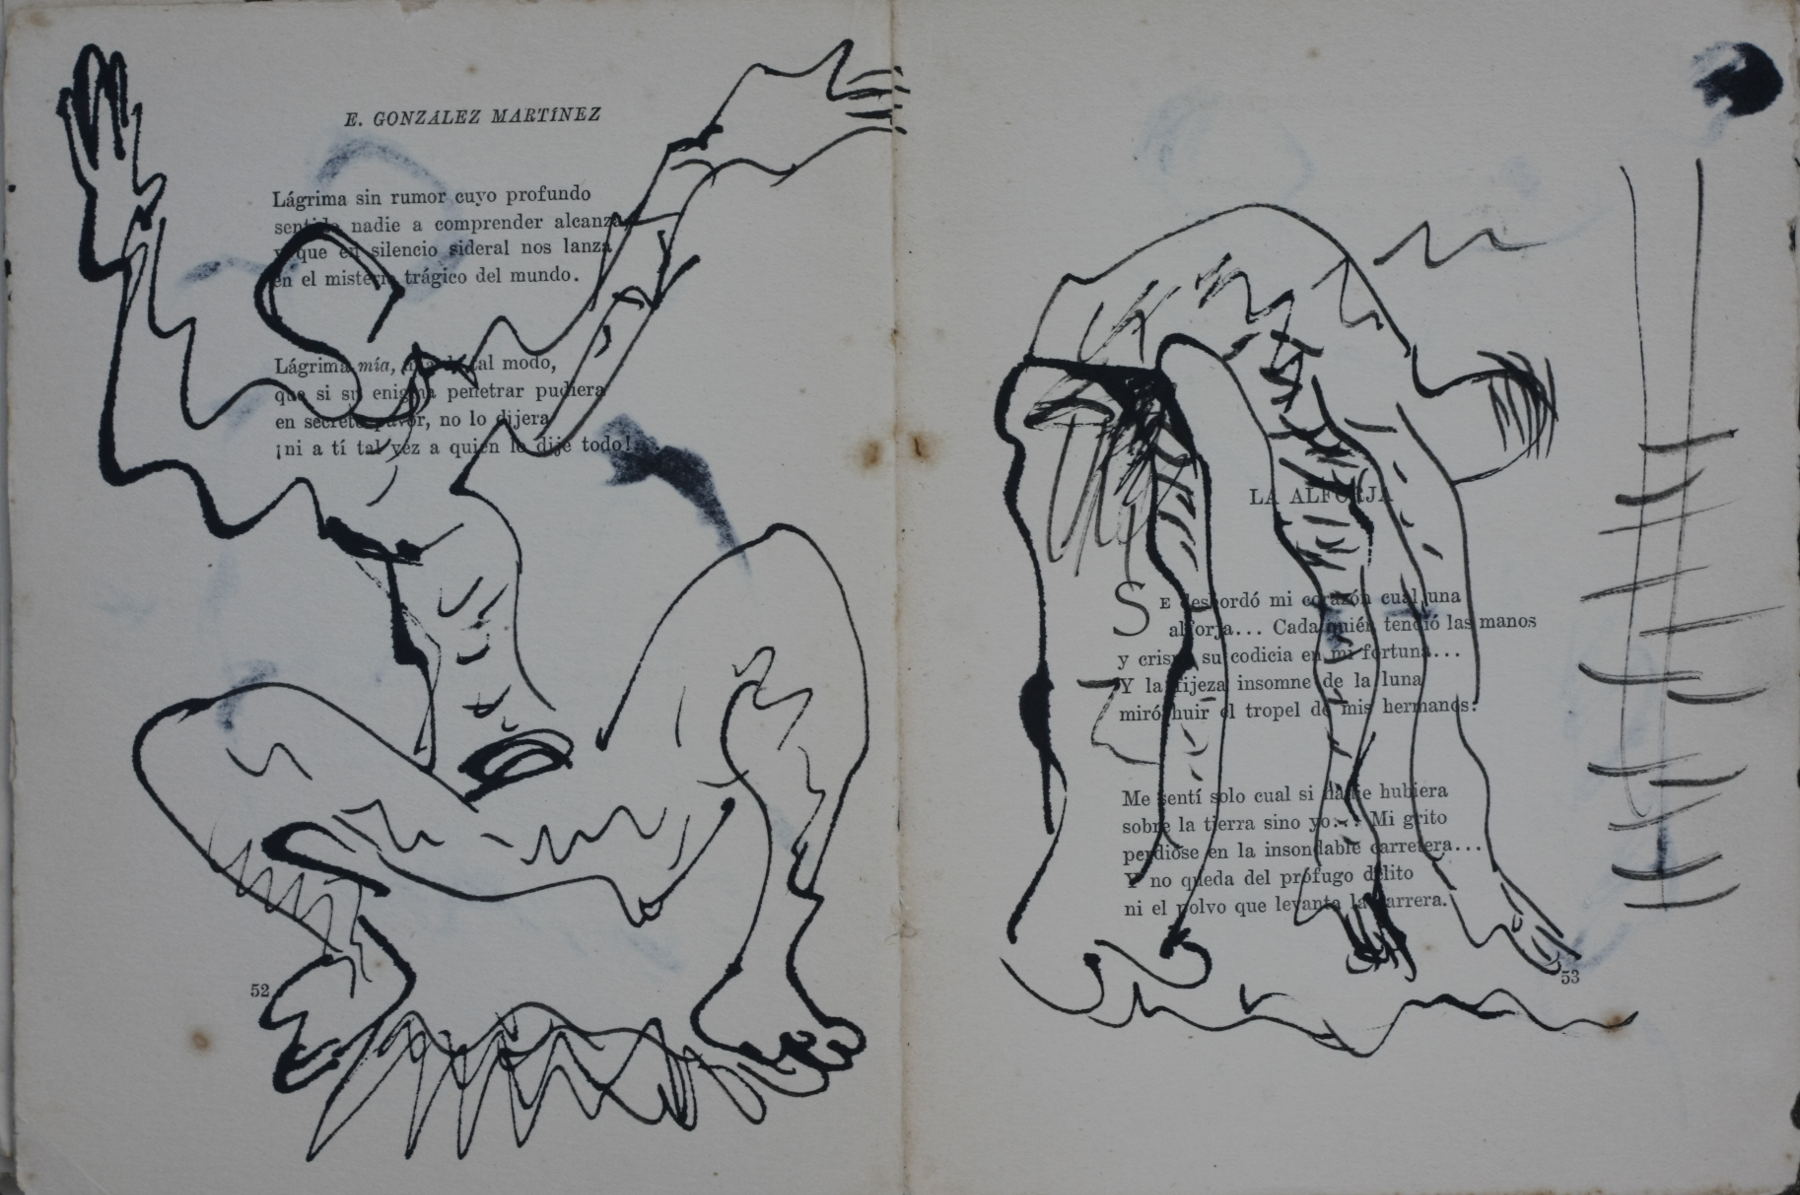 E. GONZÁLEZ MARTÍNEZ
Lágrima sin rumor cuyo profundo
sentido nadie a comprender alcanza
y que en silencio sideral nos lanza
en el misterio trágico del mundo.
Lágrima mía, tal modo,
que si su enigma penetrar pudiera
en secreto pavor, no lo dijera
¡ni a tí tal vez a quien lo dije todo!...
52
LA ALFORJA
SE desbordó mi corazón cual una
alforja... Cada quién tendió las manos
y crispó su codicia en mi fortuna...
Y la fijeza insomne de la luna
miró huir el tropel de mis hermanos.
Me sentí solo cual si nadie hubiera
sobre la tierra sino yo... Mi grito
perdióse en la insondable carretera...
Y no queda del prófugo delito
ni el polvo que levanta la carrera.
53